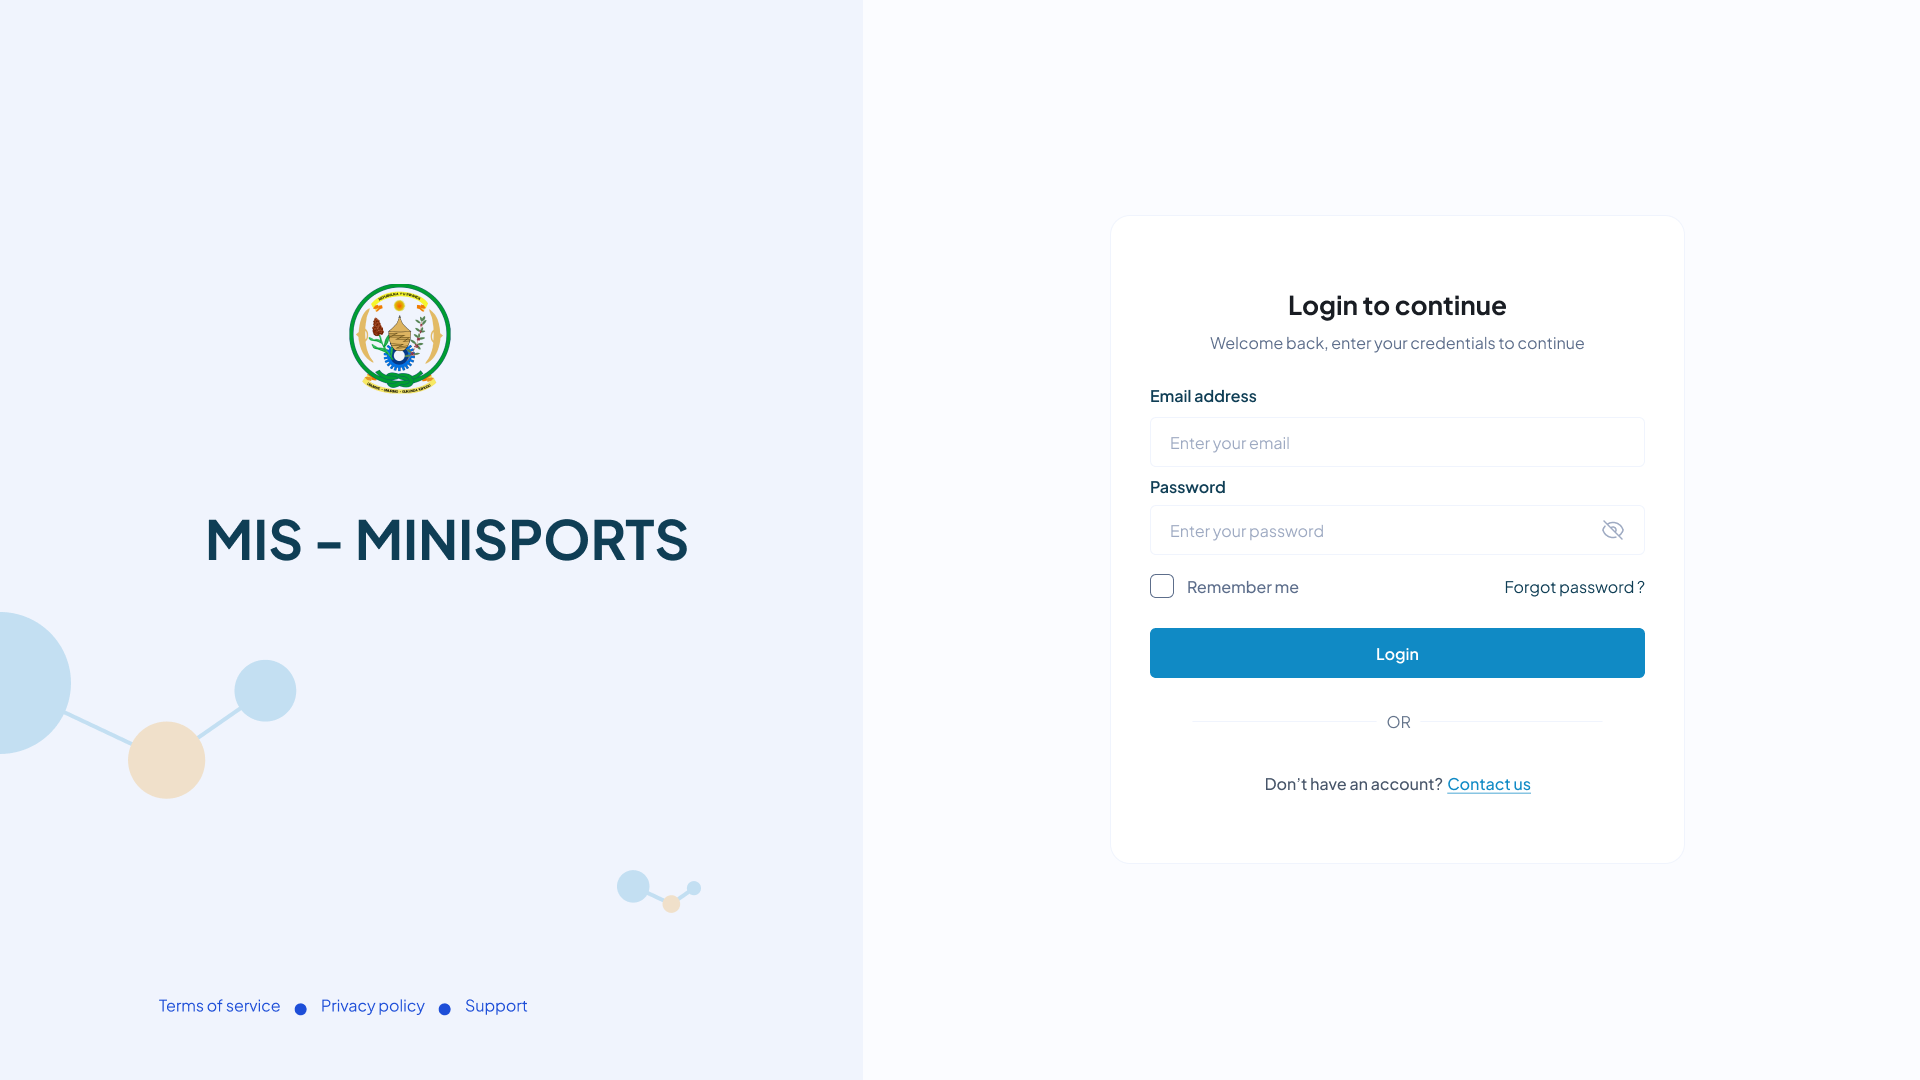 MIS – MINISPORTS
Terms of service
Privacy policy
Support
Login to continue
Welcome back, enter your credentials to continue
Email address
Enter your email
Password
Enter your password
Remember me
Forgot password ?
Login
OR
Don’t have an account? Contact us